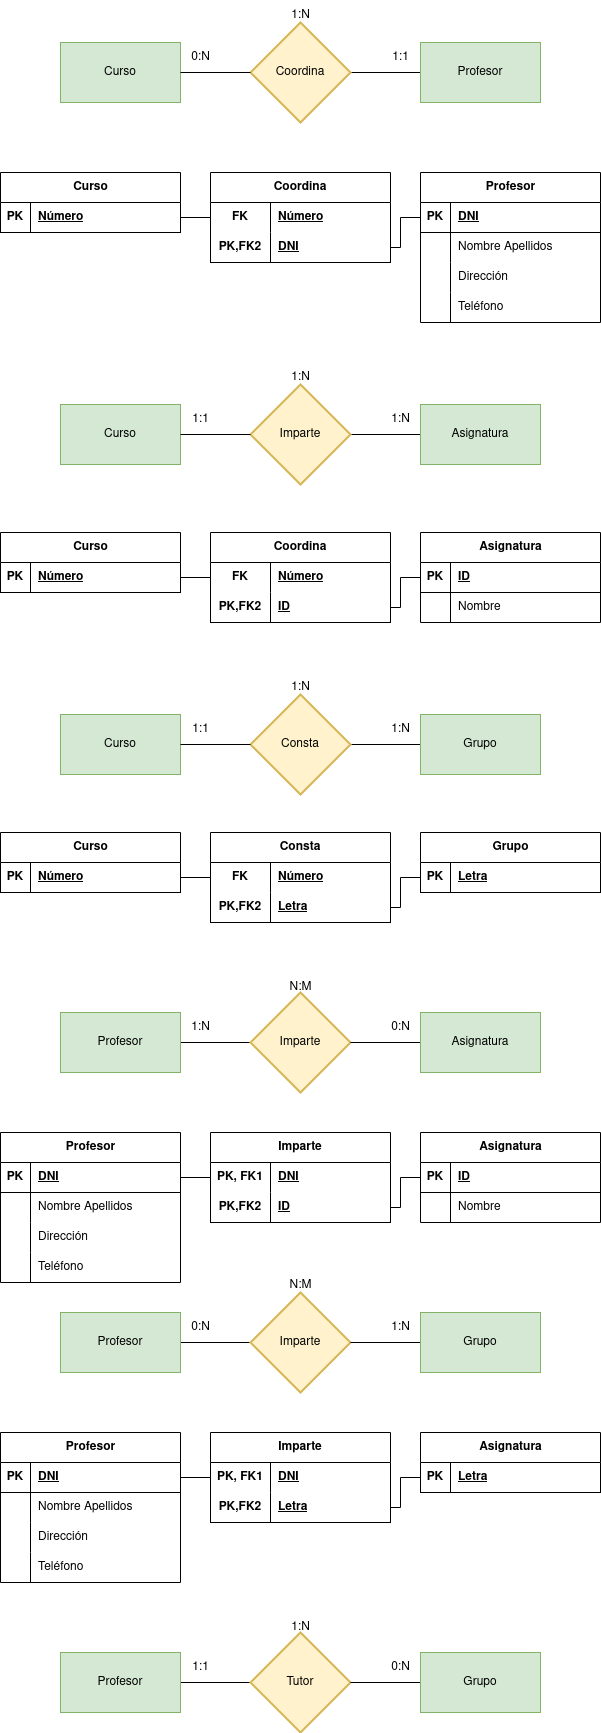 1:N
0:N
1:1
Curso
Coordina
Profesor
Curso
Coordina
Profesor
PK
Número
FK
Número
PK
DNI
PK,FK2
DNI
Nombre Apellidos
Dirección
Teléfono
1:N
1:1
1:N
Curso
Imparte
Asignatura
Curso
Coordina
Asignatura
PK
Número
FK
Número
PK
ID
PK,FK2
ID
Nombre
1:N
1:1
1:N
Curso
Consta
Grupo
Curso
Consta
Grupo
PK
Número
FK
Número
PK
Letra
PK,FK2
Letra
N:M
1:N
0:N
Profesor
Imparte
Asignatura
Profesor
Imparte
Asignatura
PK
DNI
PK, FK1
DNI
PK
ID
Nombre Apellidos
PK,FK2
ID
Nombre
Dirección
Teléfono
N:M
0:N
1:N
Profesor
Imparte
Grupo
Profesor
Imparte
Asignatura
PK
DNI
PK, FK1
DNI
PK
Letra
Nombre Apellidos
PK,FK2
Letra
Dirección
Teléfono
1:N
1:1
0:N
Profesor
Tutor
Grupo